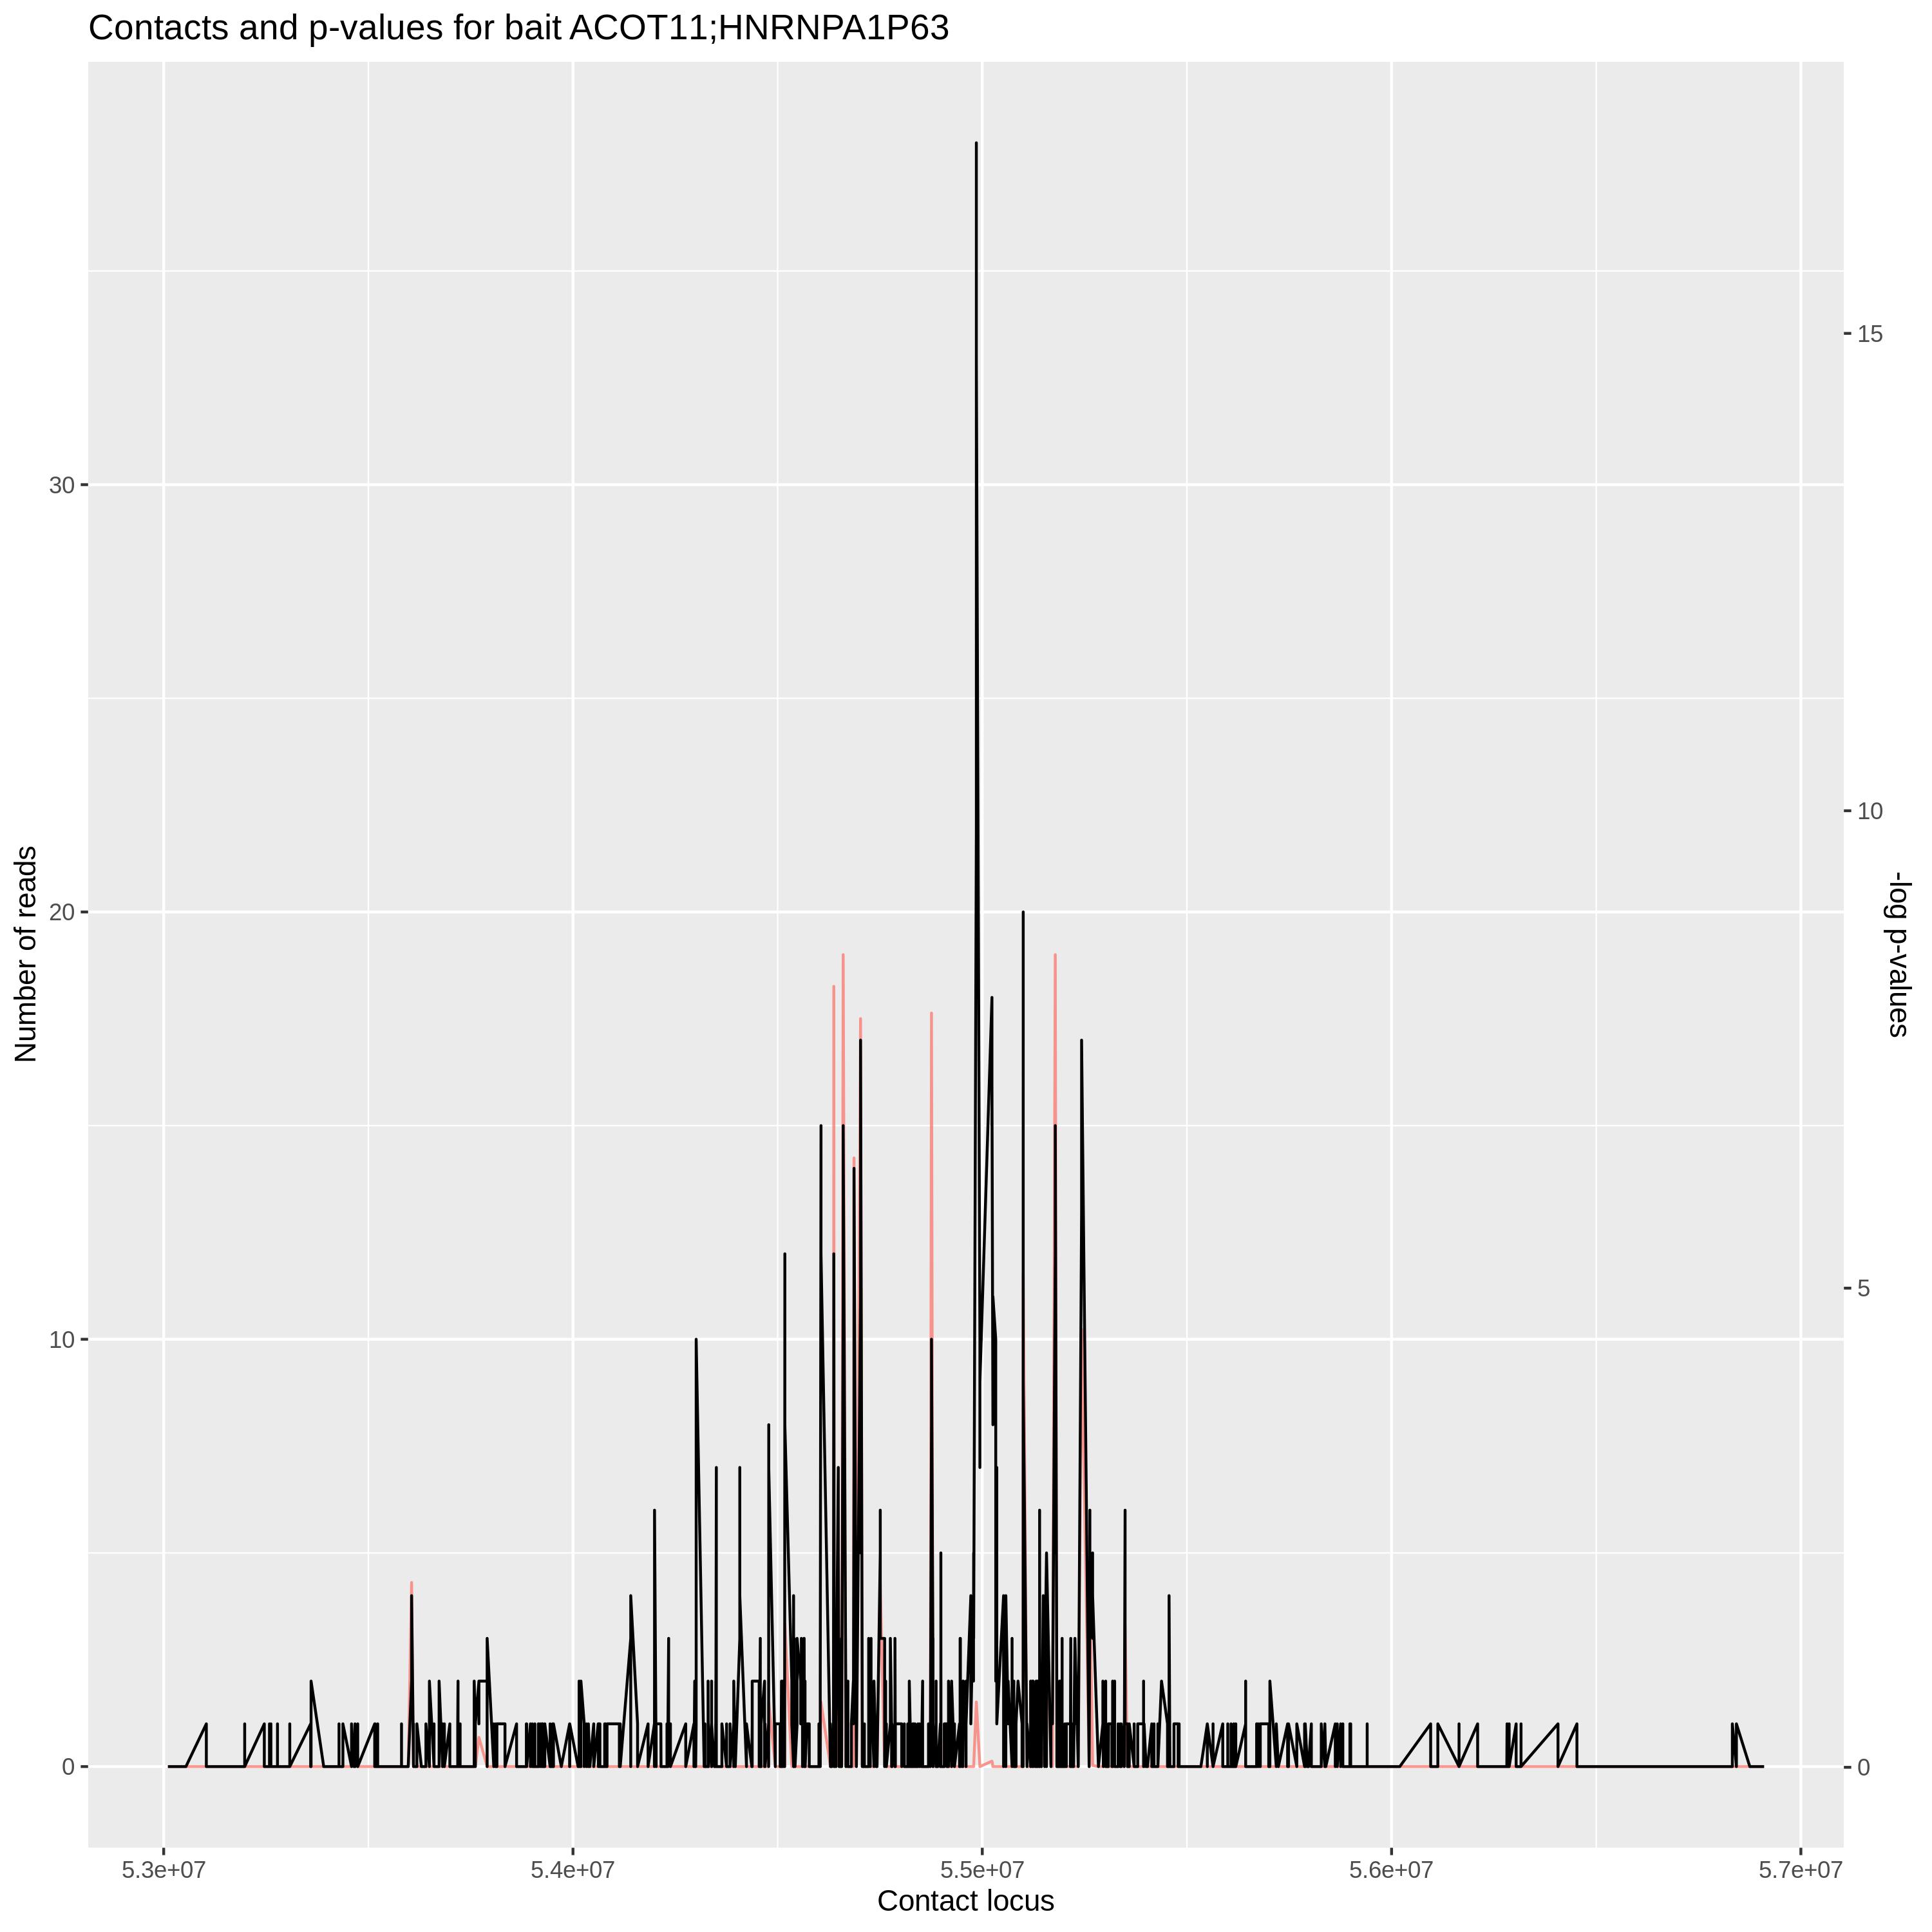 Contacts and p-values for bait ACOT11;HNRNPA1P63
Number of reads
30
20
10
0
15
10
5
0
-log p-values
5.3e+07
5.4e+07
5.5e+07
5.6e+07
5.7e+07
Contact locus